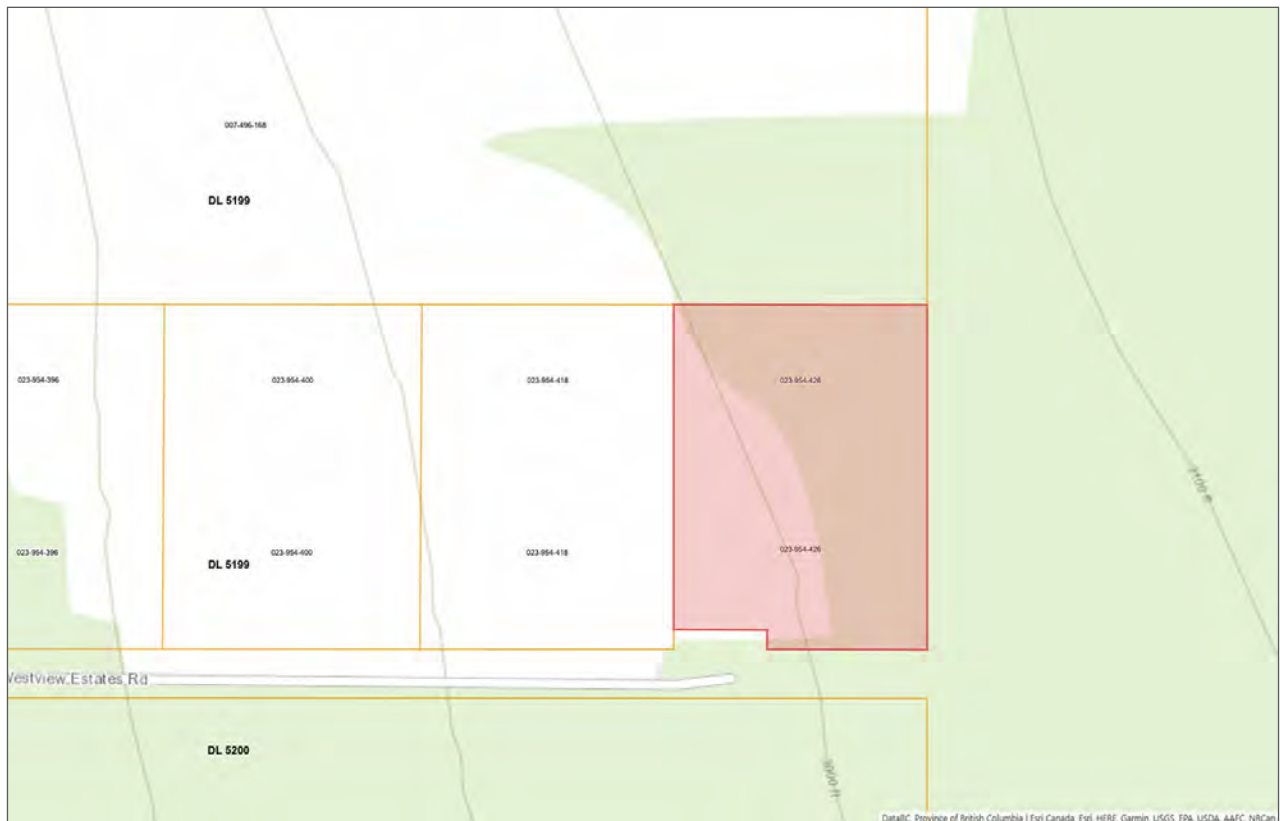 007-496-168
DL 5199
023-954-396
023-954-400
023-954-418
023-954-426
3100 ft
023-954-396
023-954-400
023-954-418
023-954-426
DL 5199
Westview Estates Rd
DL 5200
3000 ft
DataBC, Province of British Columbia | Esri Canada, Esri, HERE, Garmin, USGS, EPA, USDA, AAFC, NRCan